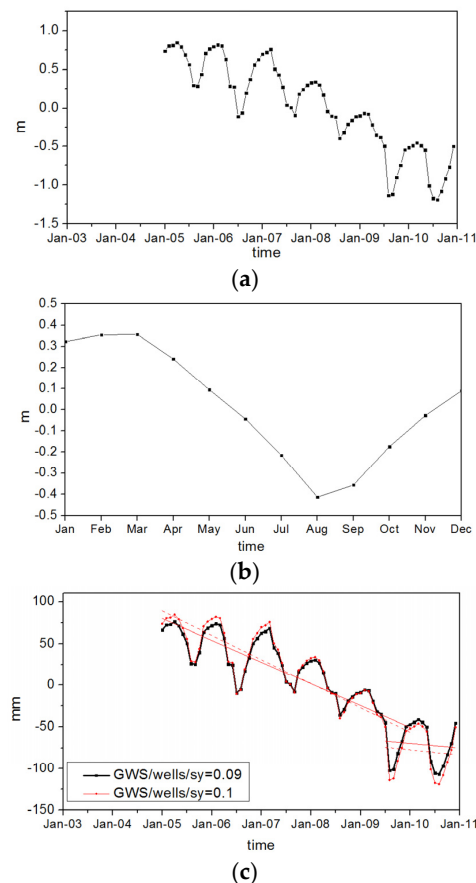 1.0
0.5
0.0
-0.5
-1.0
-1.5
m
Jan-03 Jan-04 Jan-05 Jan-06 Jan-07 Jan-08 Jan-09 Jan-10 Jan-11
time
(a)
0.5
0.4
0.3
0.2
0.1
0.0
-0.1
-0.2
-0.3
-0.4
-0.5
m
Jan Feb Mar Apr May Jun Jul Aug Sep Oct Nov Dec
time
(b)
100
50
0
-50
-100
-150
mm
GWS/wells/sy=0.09
GWS/wells/sy=0.1
Jan-03 Jan-04 Jan-05 Jan-06 Jan-07 Jan-08 Jan-09 Jan-10 Jan-11
time
(c)